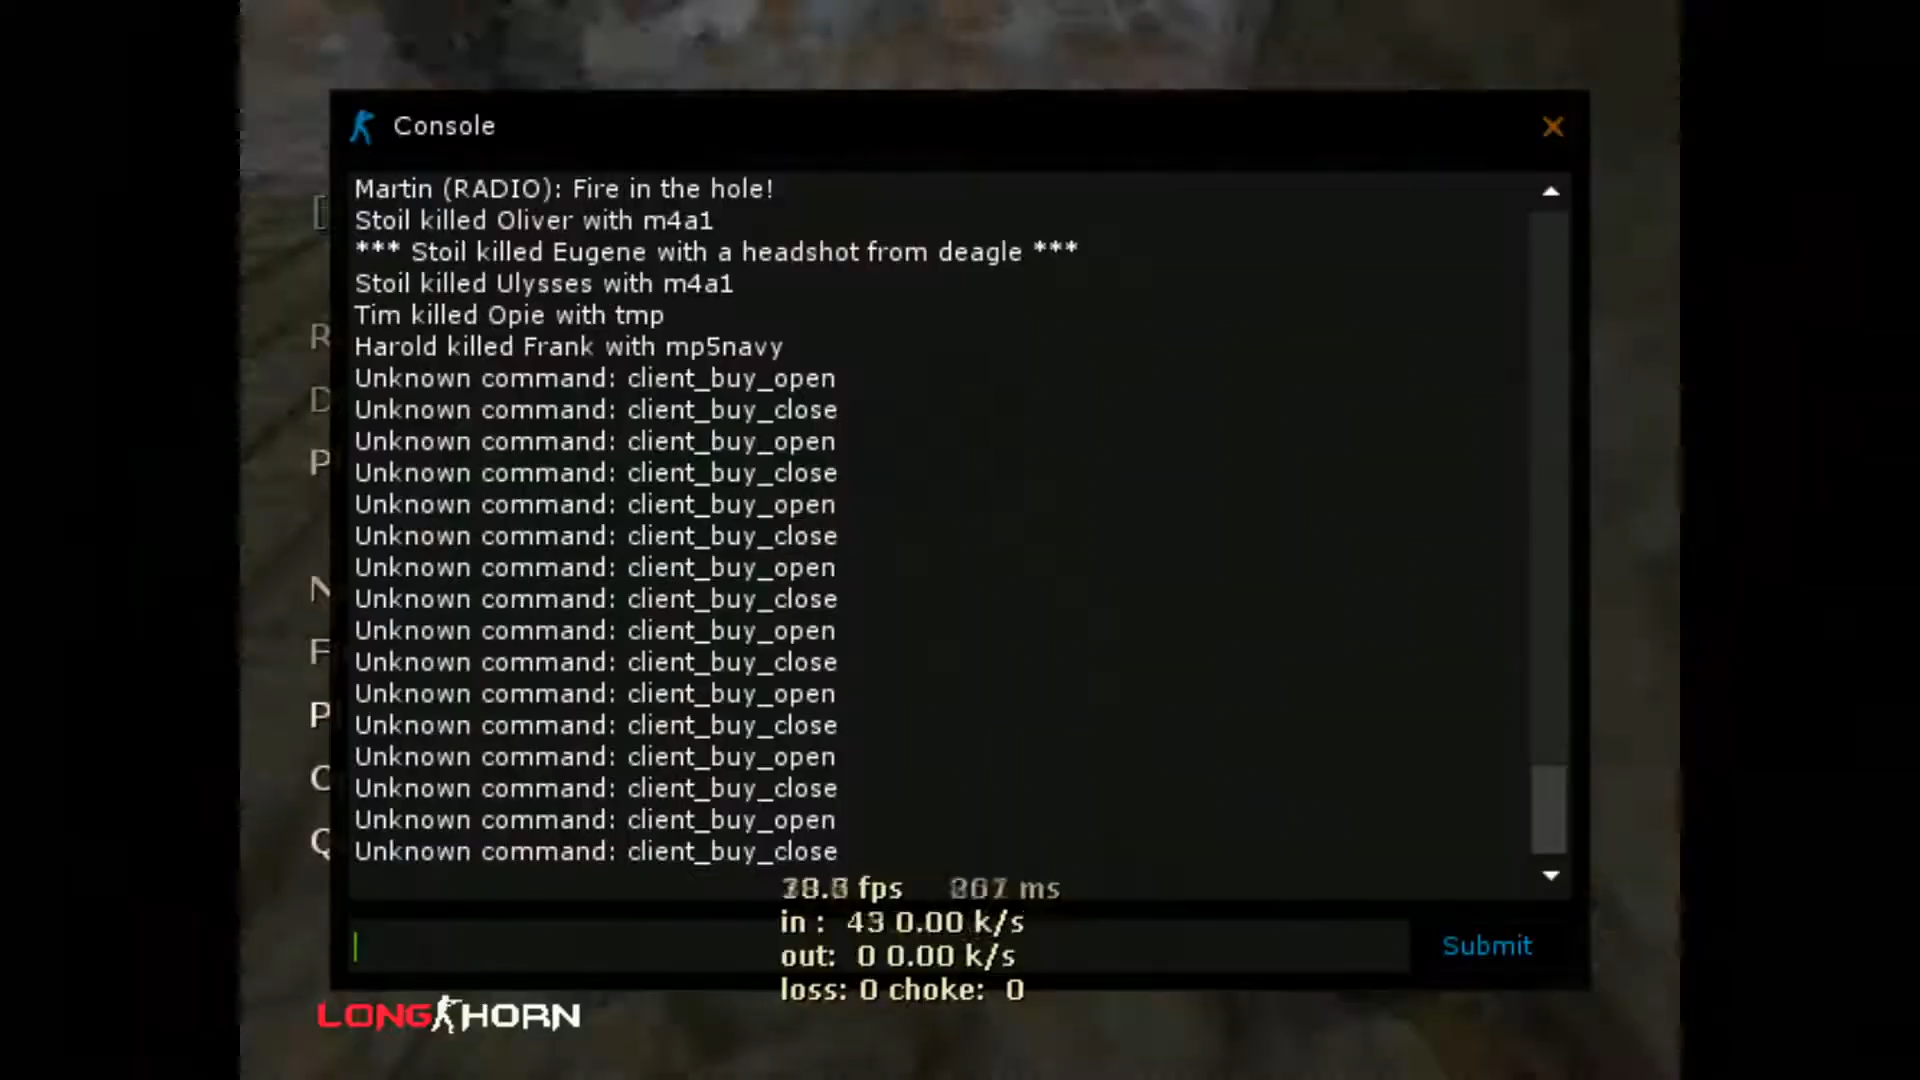 Console
Martin (RADIO): Fire in the hole!
Stoil killed Oliver with m4a1
*** Stoil killed Eugene with a headshot from deagle ***
Stoil killed Ulysses with m4a1
Tim killed Opie with tmp
Harold killed Frank with mp5navy
Unknown command: client_buy_open
Unknown command: client_buy_close
Unknown command: client_buy_open
Unknown command: client_buy_close
Unknown command: client_buy_open
Unknown command: client_buy_close
Unknown command: client_buy_open
Unknown command: client_buy_close
Unknown command: client_buy_open
Unknown command: client_buy_close
Unknown command: client_buy_open
Unknown command: client_buy_close
Unknown command: client_buy_open
Unknown command: client_buy_close
Unknown command: client_buy_open
Unknown command: client_buy_close
fps ms
in : 43 0.00 k/s
out: 0 0.00 k/s
loss: 0 choke: 0
Submit
LONGHORN